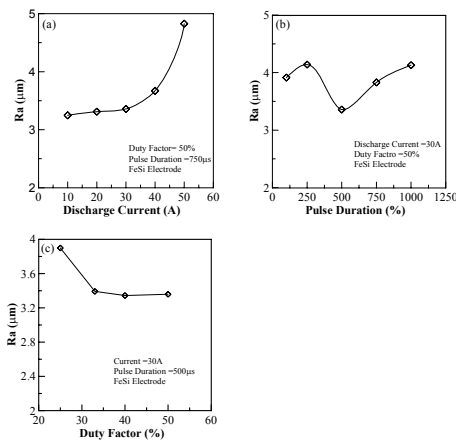 (a)
Ra (μm)
5
4
3
2
0 10 20 30 40 50 60
Duty Factor= 50%
Pulse Duration =750μs
FeSi Electrode
Discharge Current (A)
(b)
Ra (μm)
5
4
3
2
0 250 500 750 1000 1250
Discharge Current =30A
Duty Factro =50%
FeSi Electrode
Pulse Duration (%)
(c)
Ra (μm)
4
3.6
3.2
2.8
2.4
2
20 30 40 50 60
Current =30A
Pulse Duration =500μs
FeSi Electrode
Duty Factor (%)